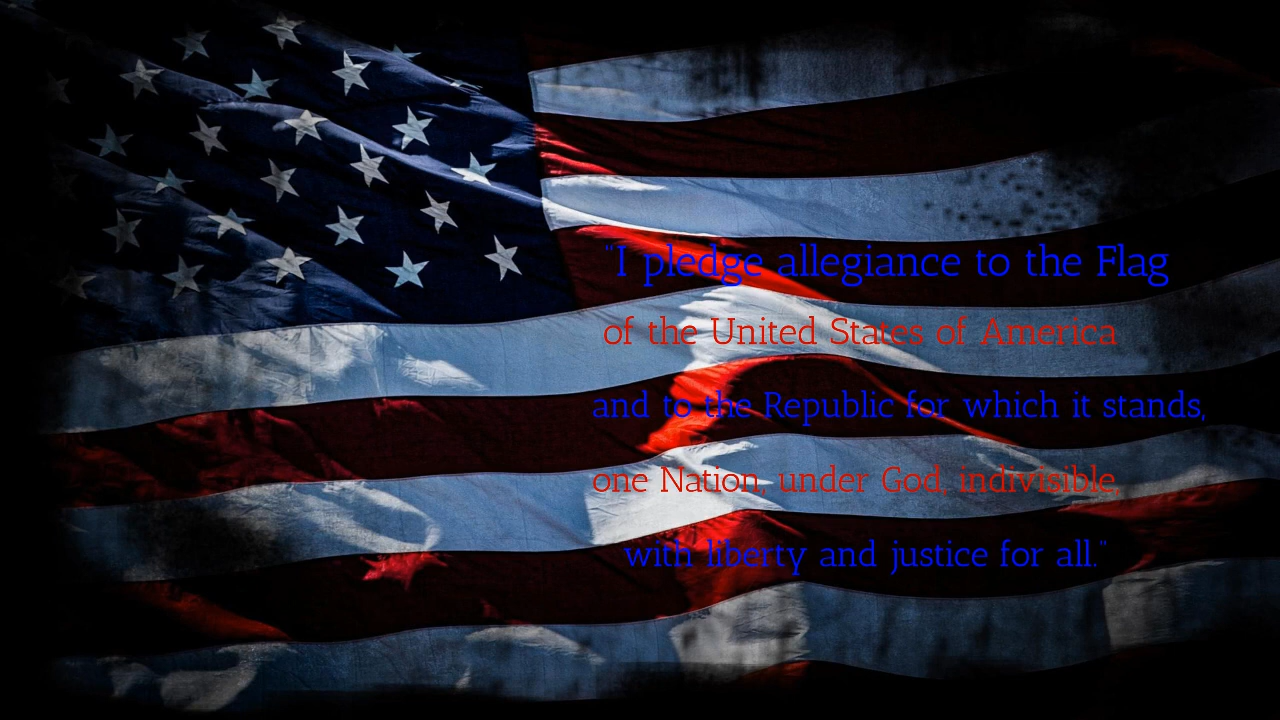 “I pledge allegiance to the Flag
of the United States of America
and to the Republic for which it stands,
one Nation, under God, indivisible,
with liberty and justice for all.”